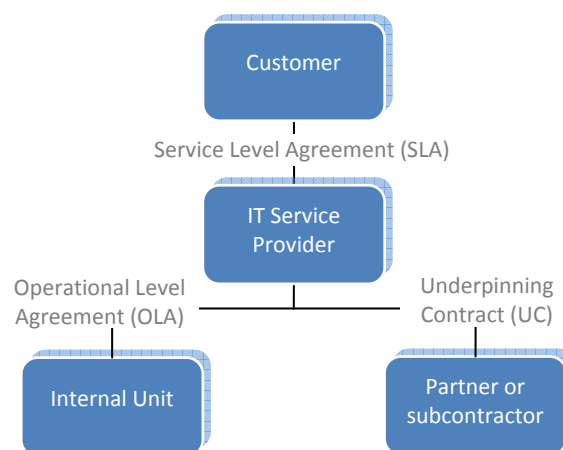 Customer
Service Level Agreement (SLA)
IT Service
Provider
Operational Level
Agreement (OLA)
Underpinning
Contract (UC)
Internal Unit
Partner or
subcontractor